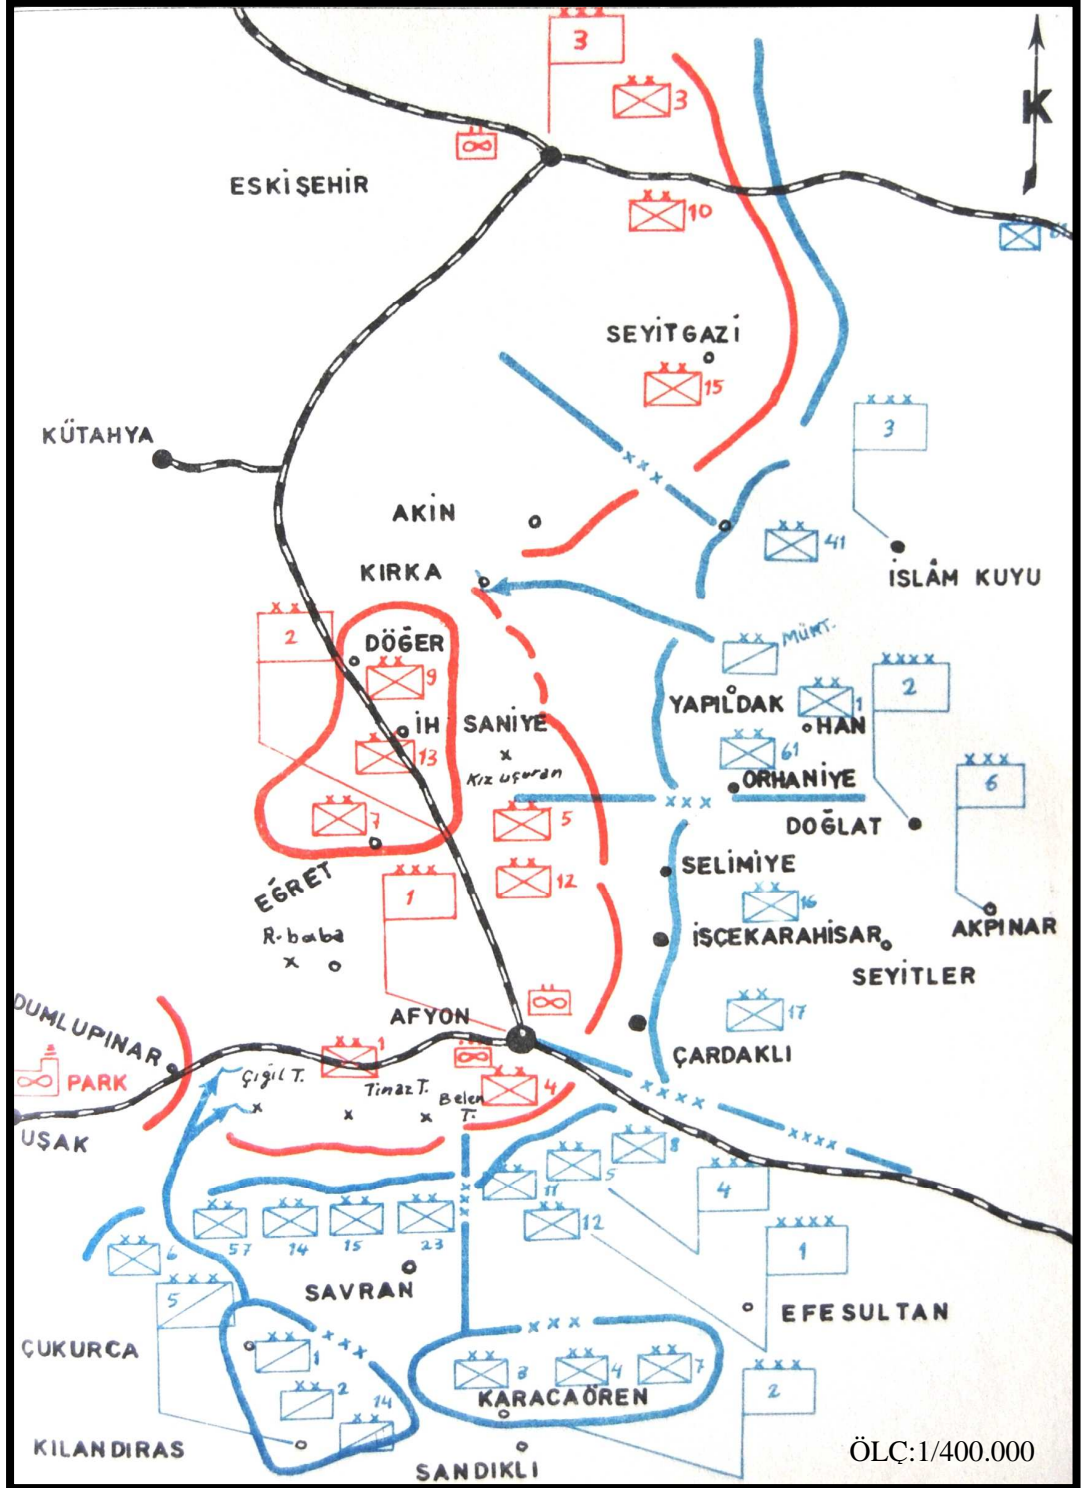 3
3
K
ESKİŞEHİR
10
SEYİTGAZİ
15
3
KÜTAHYA
AKİN
41
İSLÂM KUYU
KIRKA
2
DÖĞER
MÜRT.
9
YAPILDAK
1
2
İH SANİYE
HAN
13
Kız uçuran
61
ORHANİYE
6
7
5
DOĞLAT
EĞRET
SELİMİYE
1
12
16
AKPINAR
R-baba
İŞÇEKARAHİSAR
SEYİTLER
DUMLUPINAR
AFYON
17
1
ÇARDAKLI
PARK
Çiğil T.
Tınaz T.
Belen T.
4
UŞAK
8
5
11
4
57
14
15
23
12
1
6
5
SAVRAN
EFESULTAN
ÇUKURCA
1
8
4
7
2
2
KARACAÖREN
14
KILANDIRAS
SANDIKLI
ÖLÇ:1/400.000